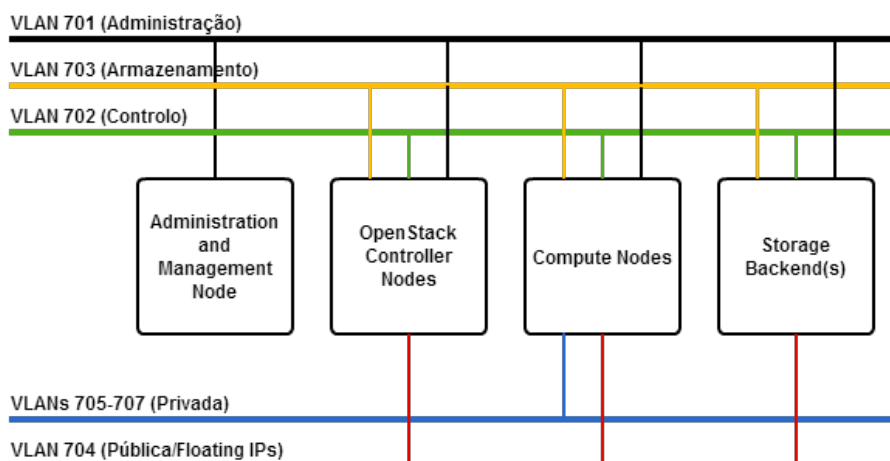 VLAN 701 (Administração)
VLAN 703 (Armazenamento)
VLAN 702 (Controlo)
Administration
and
Management
Node
OpenStack
Controller
Nodes
Compute Nodes
Storage
Backend(s)
VLANs 705-707 (Privada)
VLAN 704 (Pública/Floating IPs)